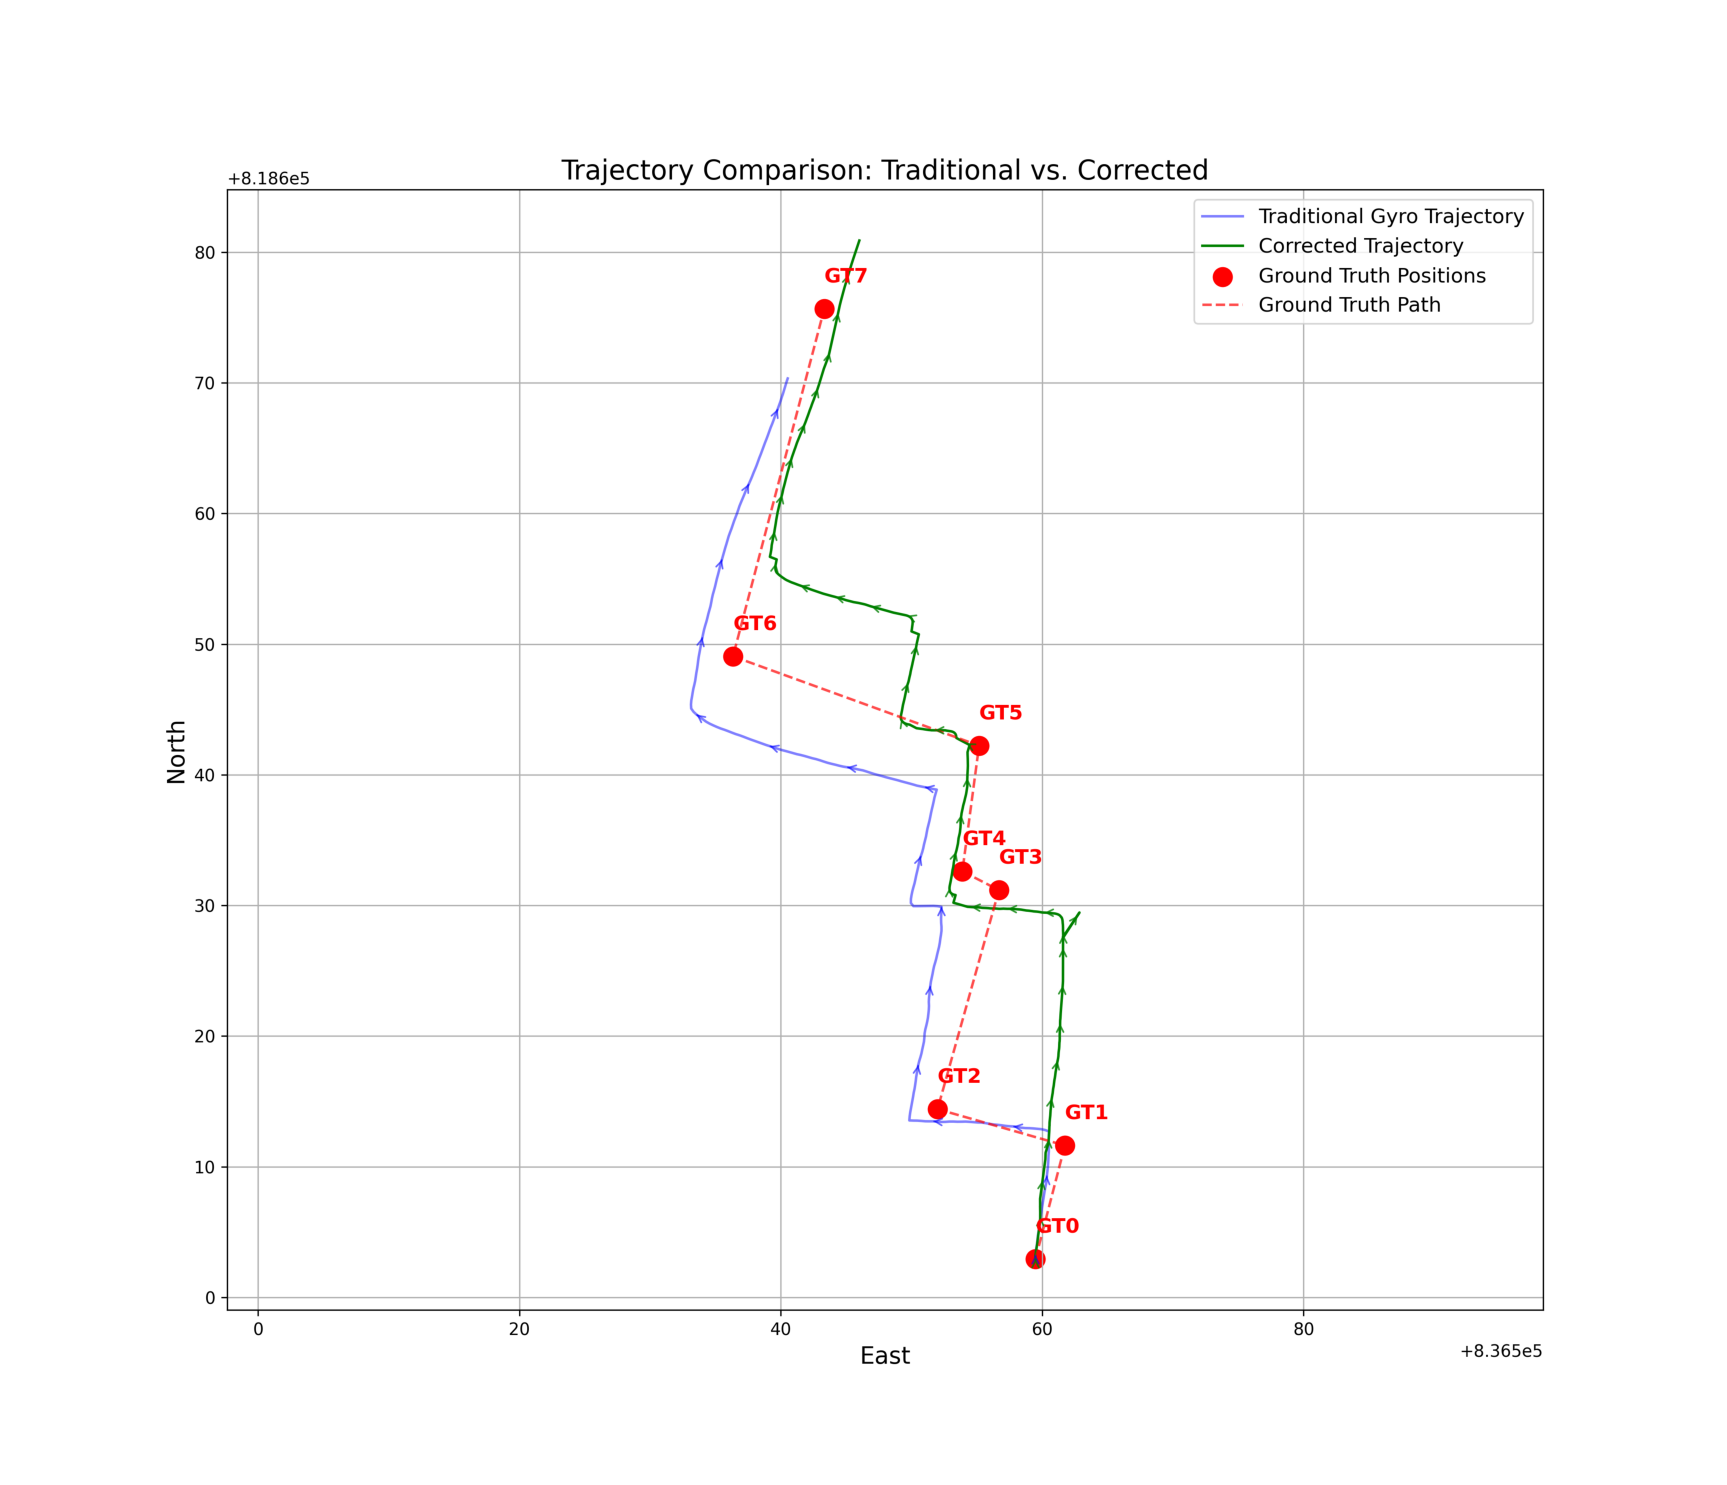 Trajectory Comparison: Traditional vs. Corrected
+8.186e5
Traditional Gyro Trajectory
Corrected Trajectory
Ground Truth Positions
Ground Truth Path
80
70
60
50
40
30
20
10
0
North
GT7
GT6
GT5
GT4
GT3
GT2
GT1
GT0
0
20
40
60
80
East
+8.365e5